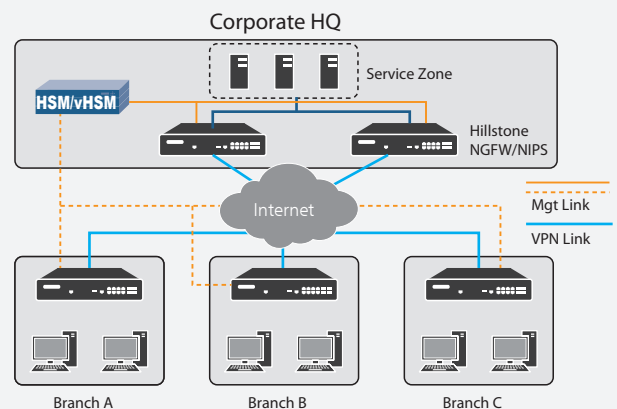 Corporate HQ
Service Zone
HSM/vHSM
Hillstone
NGFW/NIPS
Internet
Mgt Link
VPN Link
Branch A
Branch B
Branch C